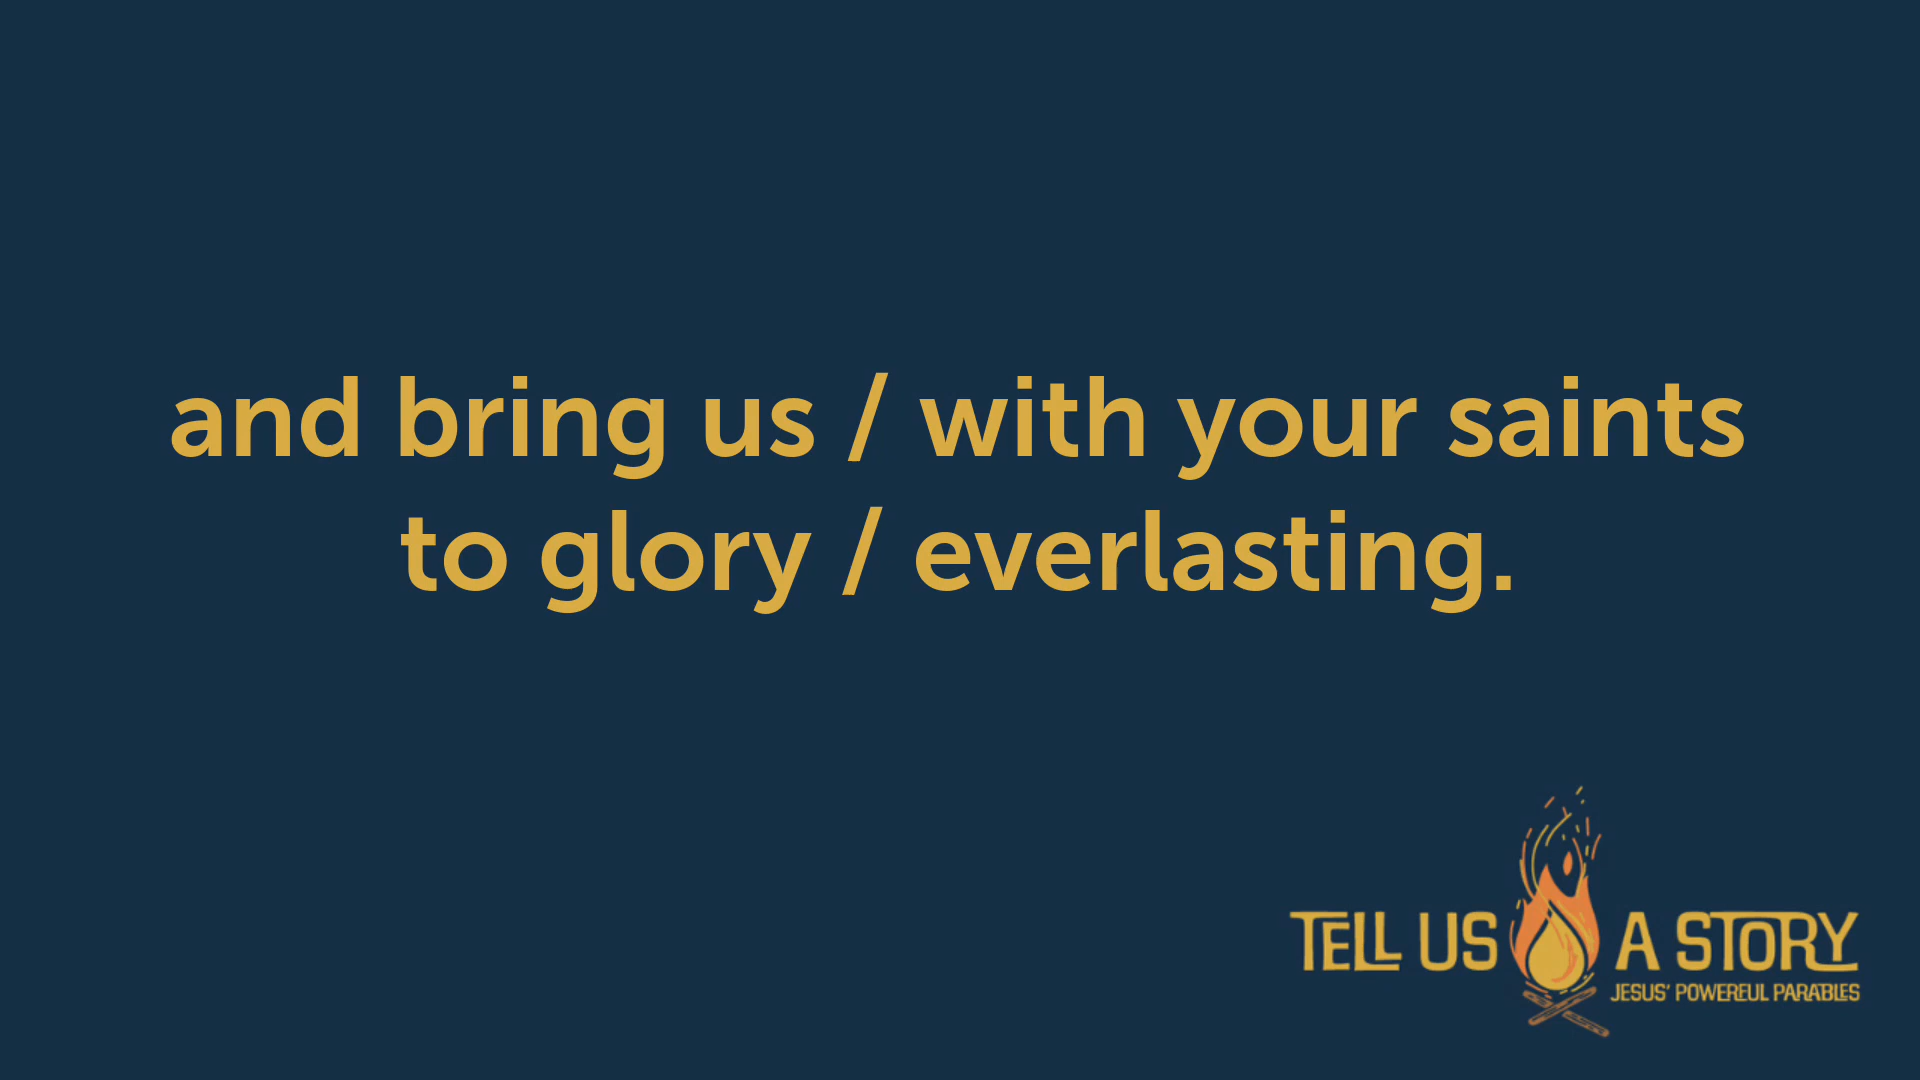 and bring us / with your saints
to glory / everlasting.
TELL US A STORY
JESUS' POWERFUL PARABLES